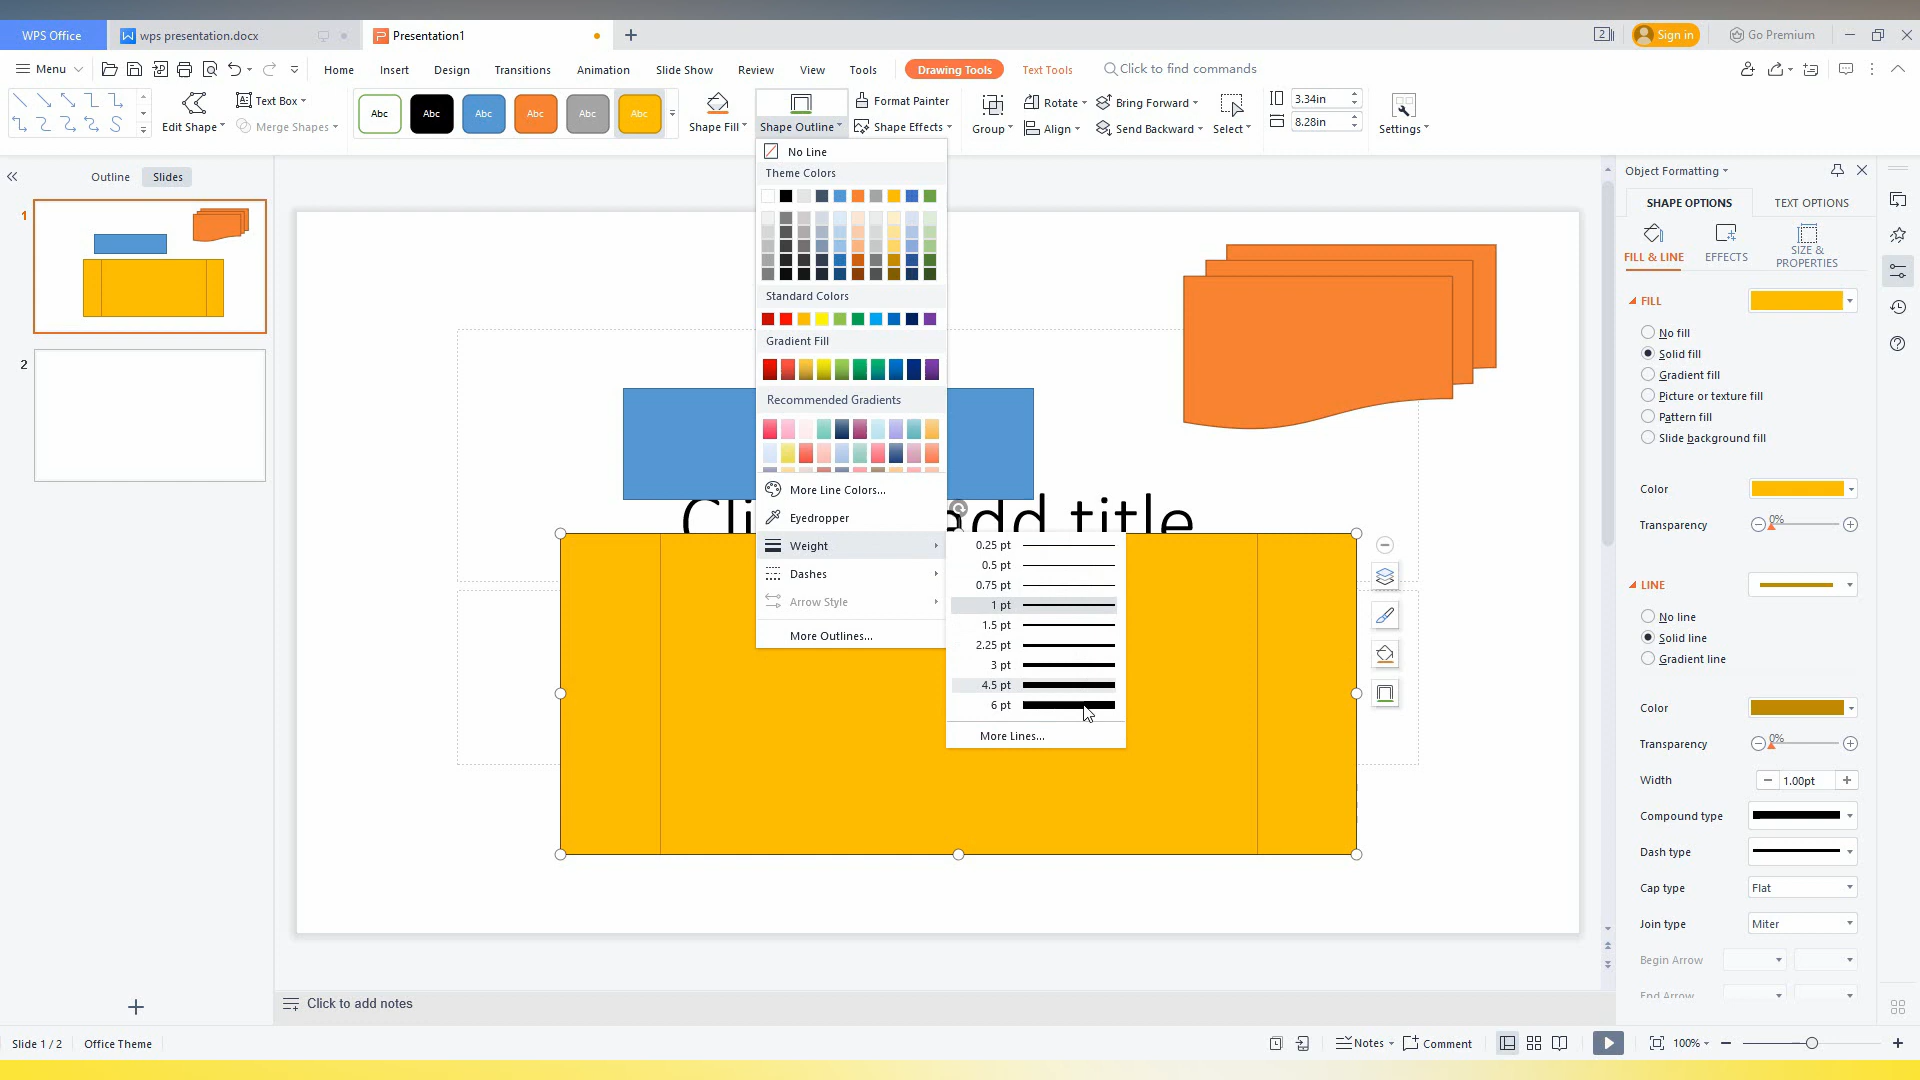 WPS Office
wps presentation.docx
Presentation1
2
Sign in
Go Premium
Menu
Home
Insert
Design
Transitions
Animation
Slide Show
Review
View
Tools
Drawing Tools
Text Tools
Click to find commands
Edit Shape
Text Box
Merge Shapes
Abc
Abc
Abc
Abc
Abc
Abc
Shape Fill
Shape Outline
Format Painter
Shape Effects
Group
Rotate
Align
Bring Forward
Send Backward
Select
3.34in
8.28in
Settings
Outline
Slides
1
2
No Line
Theme Colors
Standard Colors
Gradient Fill
Recommended Gradients
More Line Colors...
Eyedropper
Weight
Dashes
Arrow Style
More Outlines...
0.25 pt
0.5 pt
0.75 pt
1 pt
1.5 pt
2.25 pt
3 pt
4.5 pt
6 pt
More Lines...
Cli add title
Object Formatting
SHAPE OPTIONS
TEXT OPTIONS
FILL & LINE
EFFECTS
SIZE &
PROPERTIES
FILL
No fill
Solid fill
Gradient fill
Picture or texture fill
Pattern fill
Slide background fill
Color
Transparency
0%
LINE
No line
Solid line
Gradient line
Color
Transparency
0%
Width
1.00pt
Compound type
Dash type
Cap type
Flat
Join type
Miter
Begin Arrow
End Arrow
Click to add notes
Slide 1 / 2
Office Theme
Notes
Comment
100%